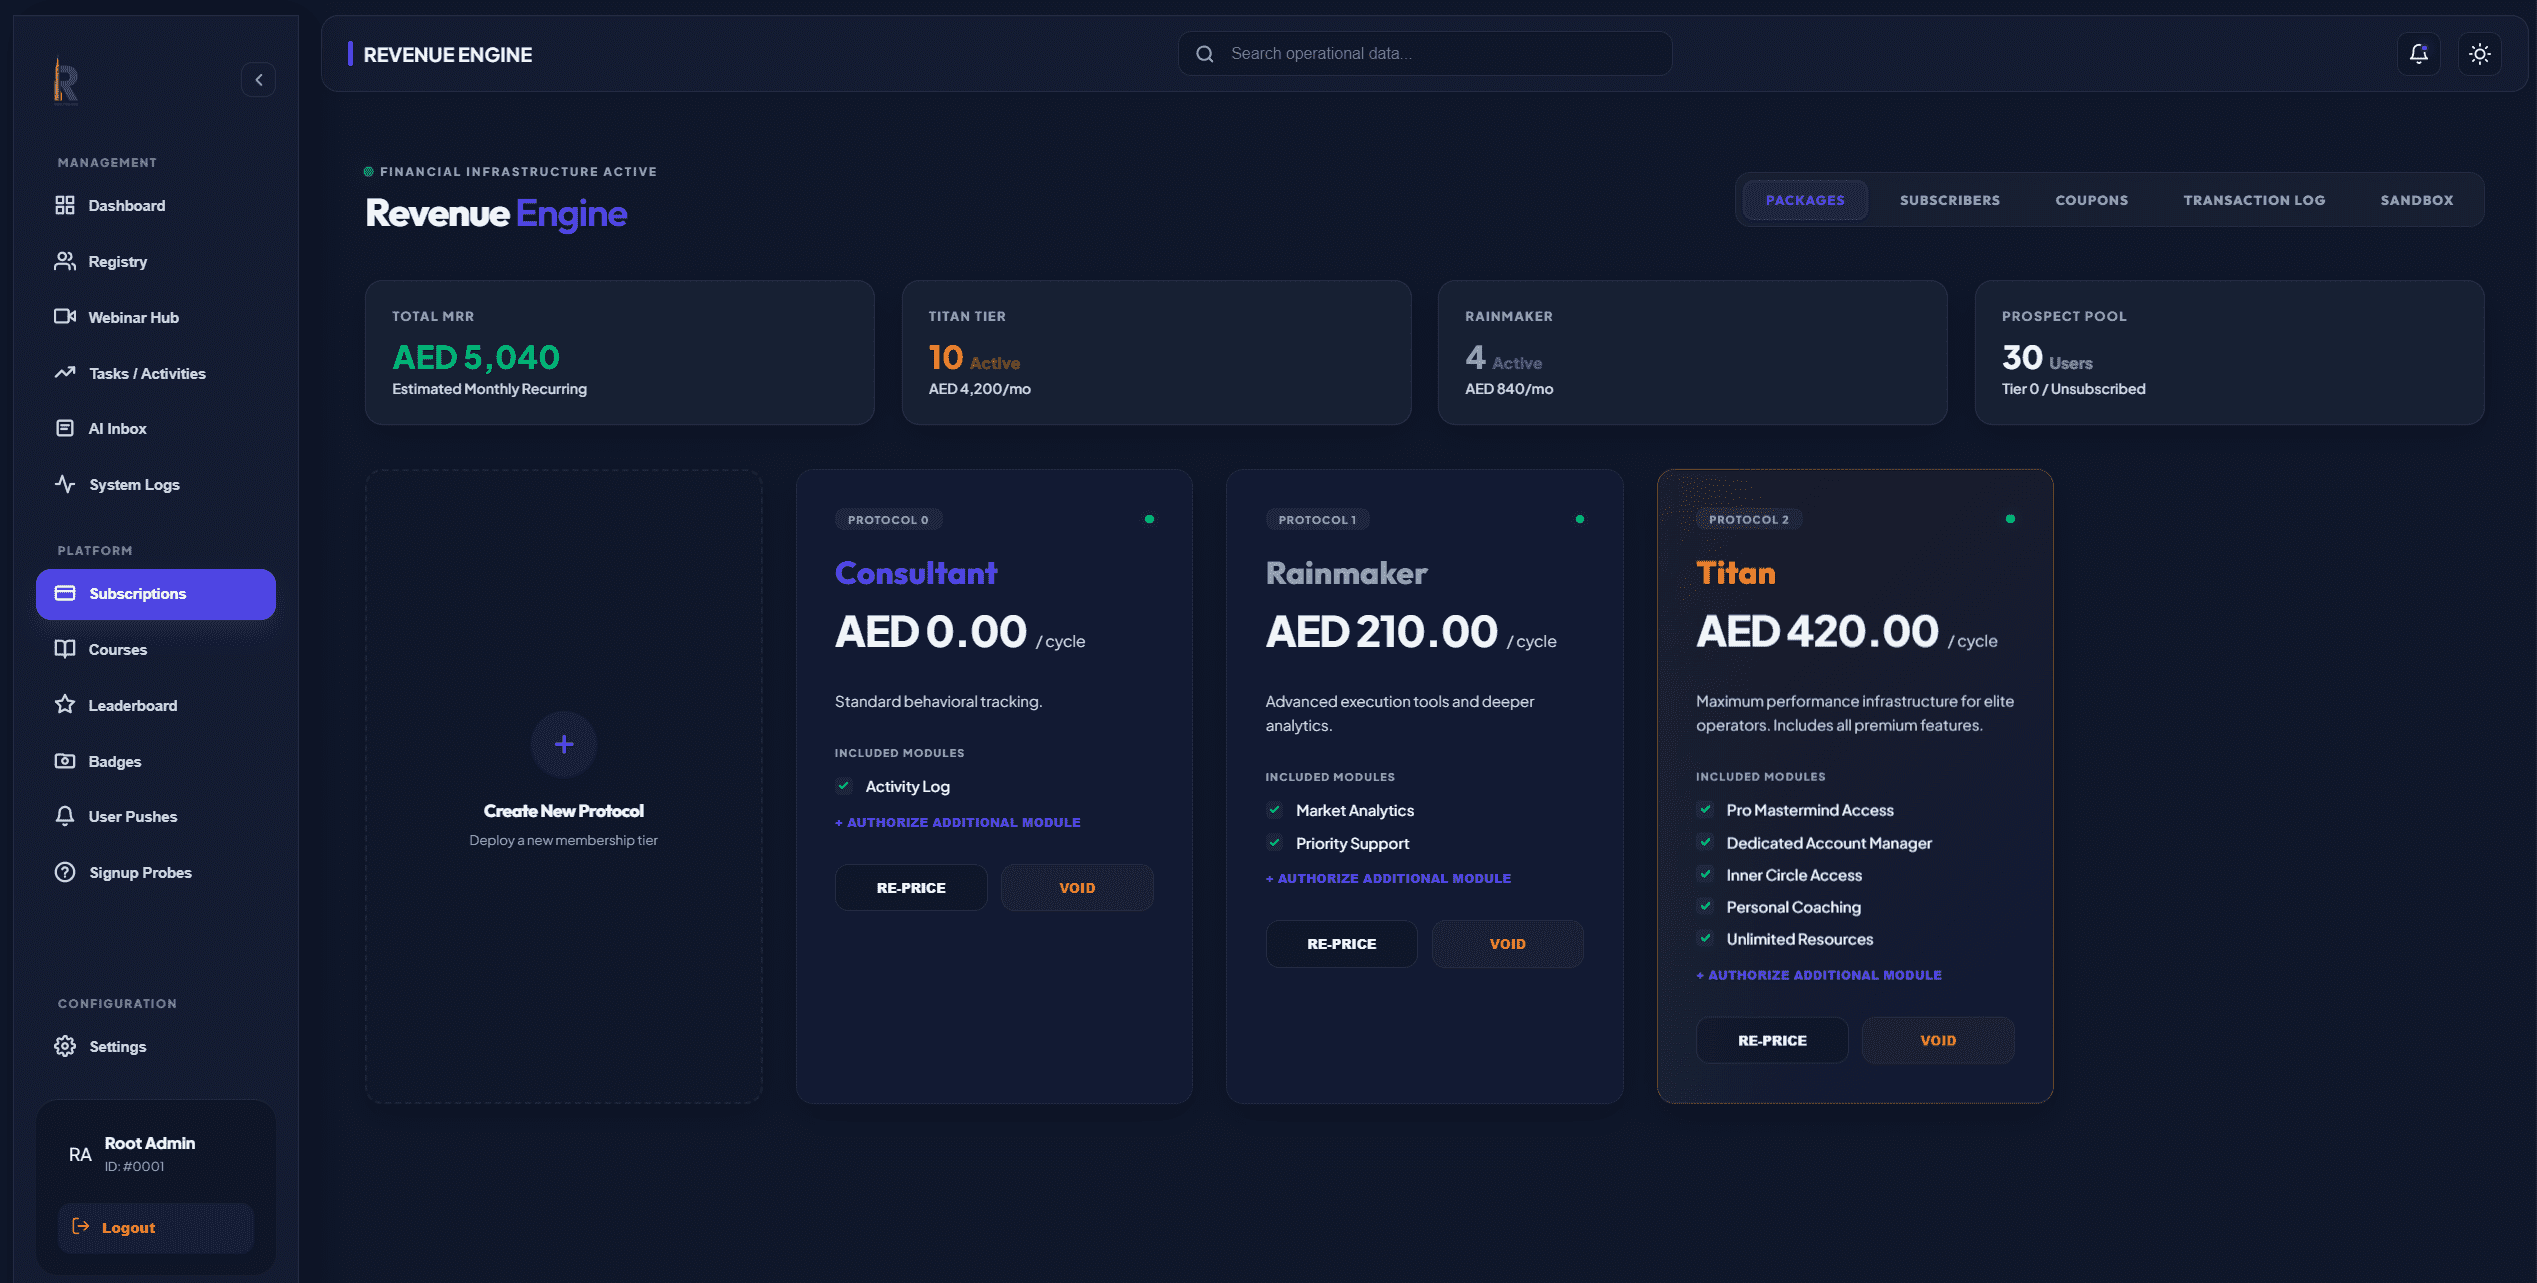 R
MANAGEMENT
Dashboard
Registry
Webinar Hub
Tasks / Activities
AI Inbox
System Logs
PLATFORM
Subscriptions
Courses
Leaderboard
Badges
User Pushes
Signup Probes
CONFIGURATION
Settings
RA
Root Admin
ID: #0001
Logout
REVENUE ENGINE
Search operational data...
FINANCIAL INFRASTRUCTURE ACTIVE
Revenue Engine
PACKAGES SUBSCRIBERS COUPONS TRANSACTION LOG SANDBOX
TOTAL MRR
AED 5,040
Estimated Monthly Recurring
TITAN TIER
10 Active
AED 4,200/mo
RAINMAKER
4 Active
AED 840/mo
PROSPECT POOL
30 Users
Tier 0 / Unsubscribed
Create New Protocol
Deploy a new membership tier
PROTOCOL 0
Consultant
AED 0.00 / cycle
Standard behavioral tracking.
INCLUDED MODULES
Activity Log
+ AUTHORIZE ADDITIONAL MODULE
RE-PRICE VOID
PROTOCOL 1
Rainmaker
AED 210.00 / cycle
Advanced execution tools and deeper
analytics.
INCLUDED MODULES
Market Analytics
Priority Support
+ AUTHORIZE ADDITIONAL MODULE
RE-PRICE VOID
PROTOCOL 2
Titan
AED 420.00 / cycle
Maximum performance infrastructure for elite
operators. Includes all premium features.
INCLUDED MODULES
Pro Mastermind Access
Dedicated Account Manager
Inner Circle Access
Personal Coaching
Unlimited Resources
+ AUTHORIZE ADDITIONAL MODULE
RE-PRICE VOID